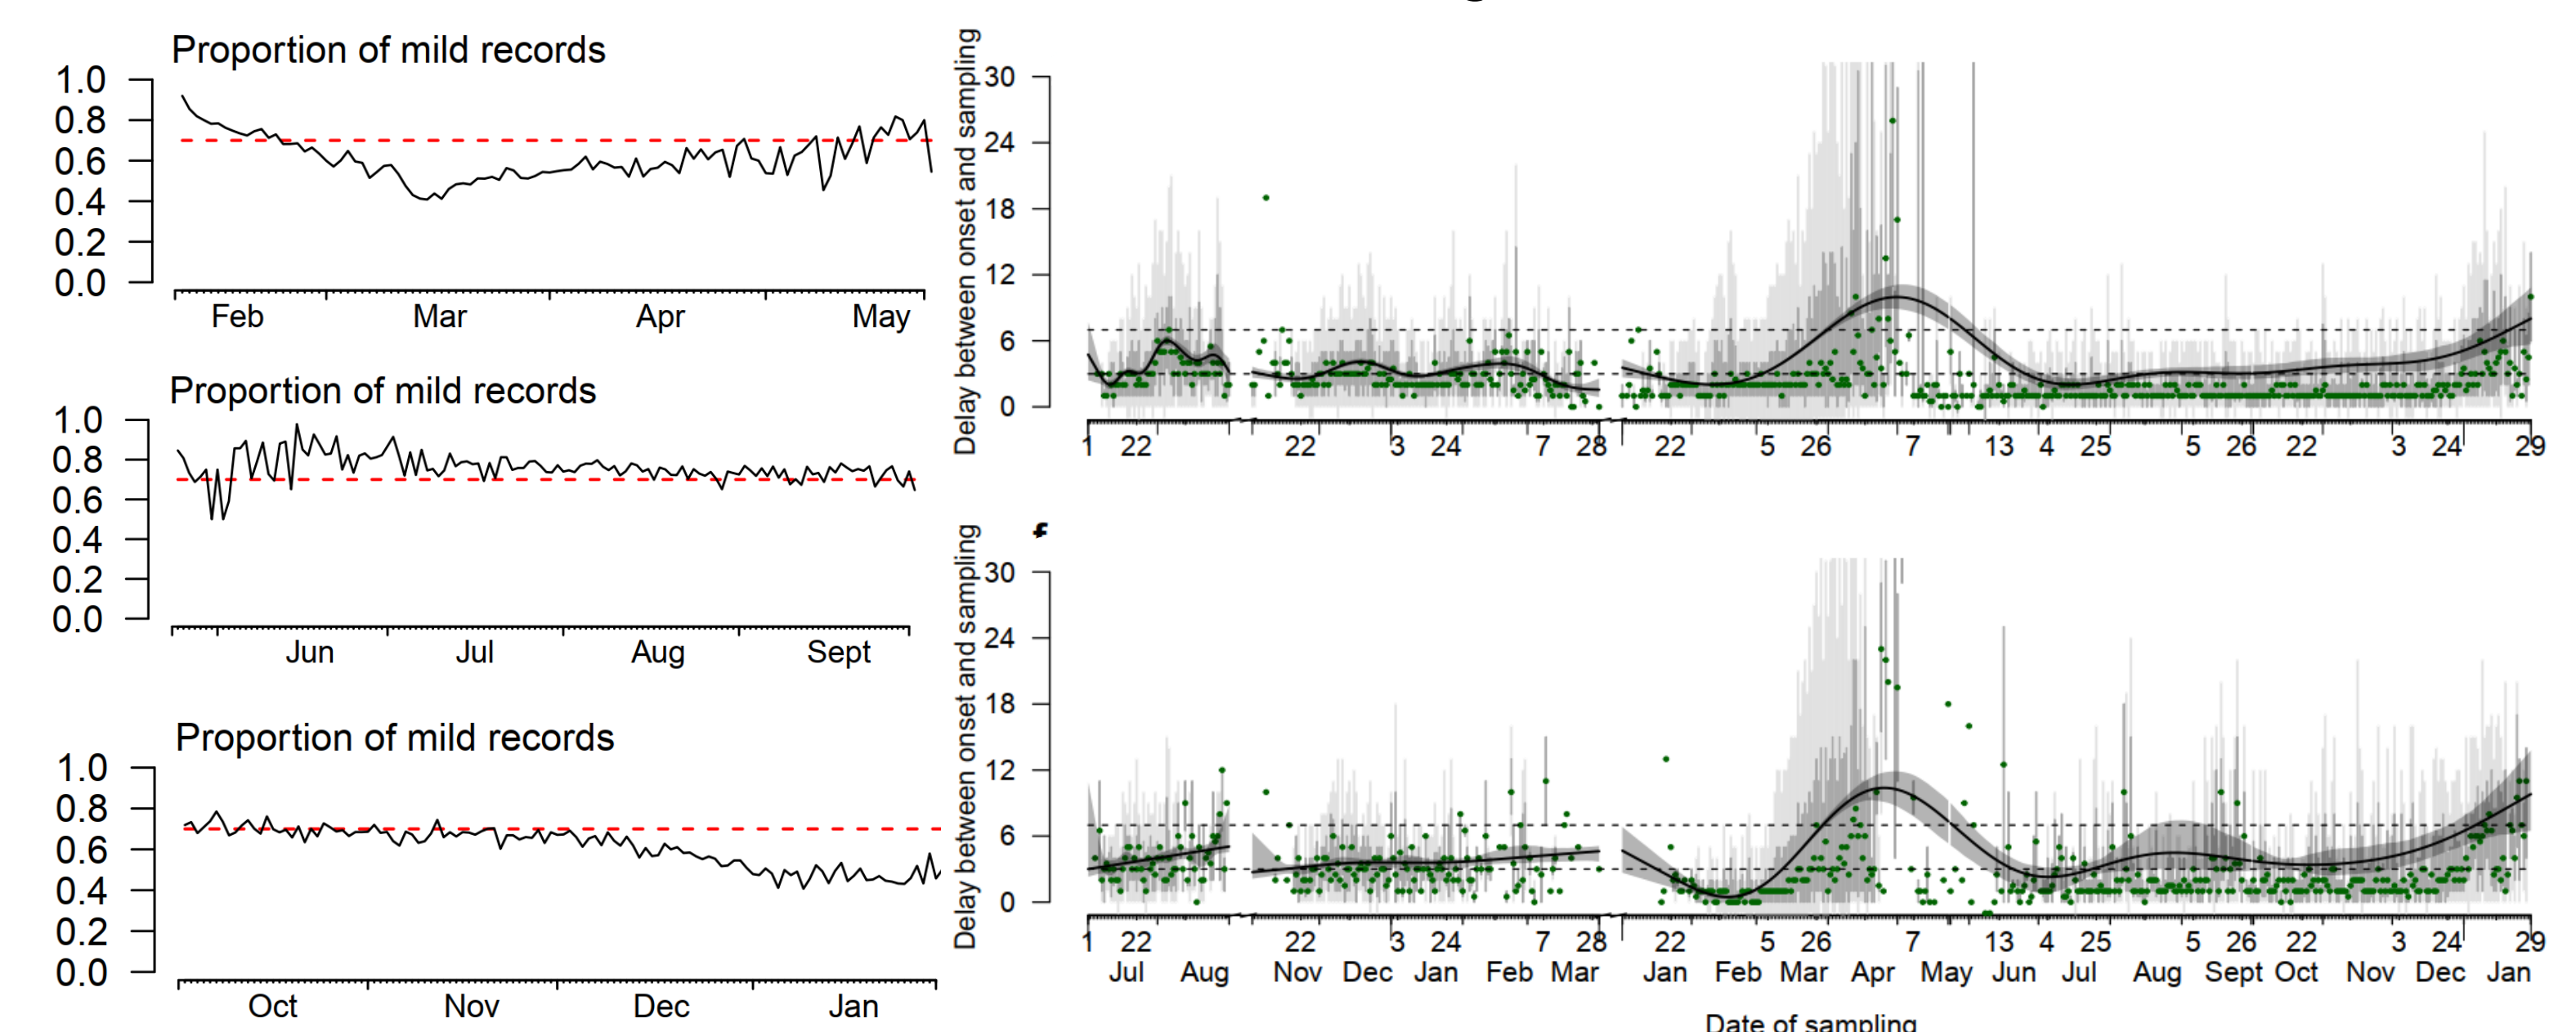 Proportion of mild records
1.0
0.8
0.6
0.4
0.2
0.0
Feb Mar Apr May
Proportion of mild records
1.0
0.8
0.6
0.4
0.2
0.0
Jun Jul Aug Sept
Proportion of mild records
1.0
0.8
0.6
0.4
0.2
0.0
Oct Nov Dec Jan
Delay between onset and sampling
30
24
18
12
6
0
1 22 22 3 24 7 28 22 5 26 7 13 4 25 5 26 22 3 24 29
Delay between onset and sampling
30
24
18
12
6
0
1 22 22 3 24 7 28 22 5 26 7 13 4 25 5 26 22 3 24 29
Jul Aug Nov Dec Jan Feb Mar Jan Feb Mar Apr May Jun Jul Aug Sept Oct Nov Dec Jan
Date of sampling